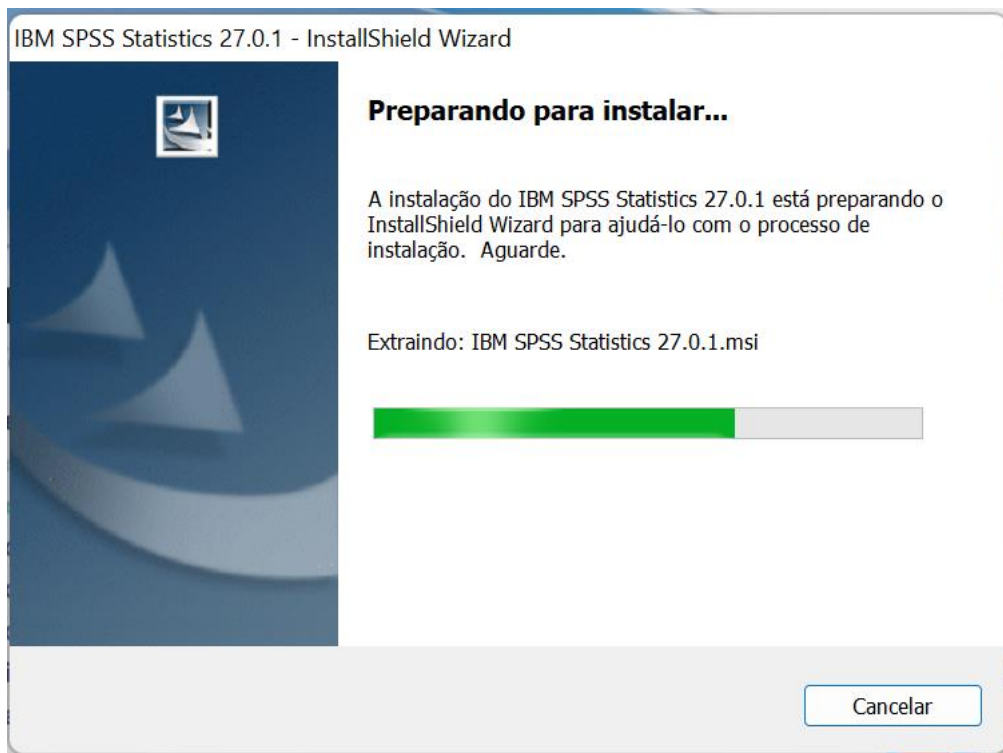 IBM SPSS Statistics 27.0.1 - InstallShield Wizard
Preparando para instalar...
A instalação do IBM SPSS Statistics 27.0.1 está preparando o
InstallShield Wizard para ajudá-lo com o processo de
instalação. Aguarde.
Extraindo: IBM SPSS Statistics 27.0.1.msi
Cancelar